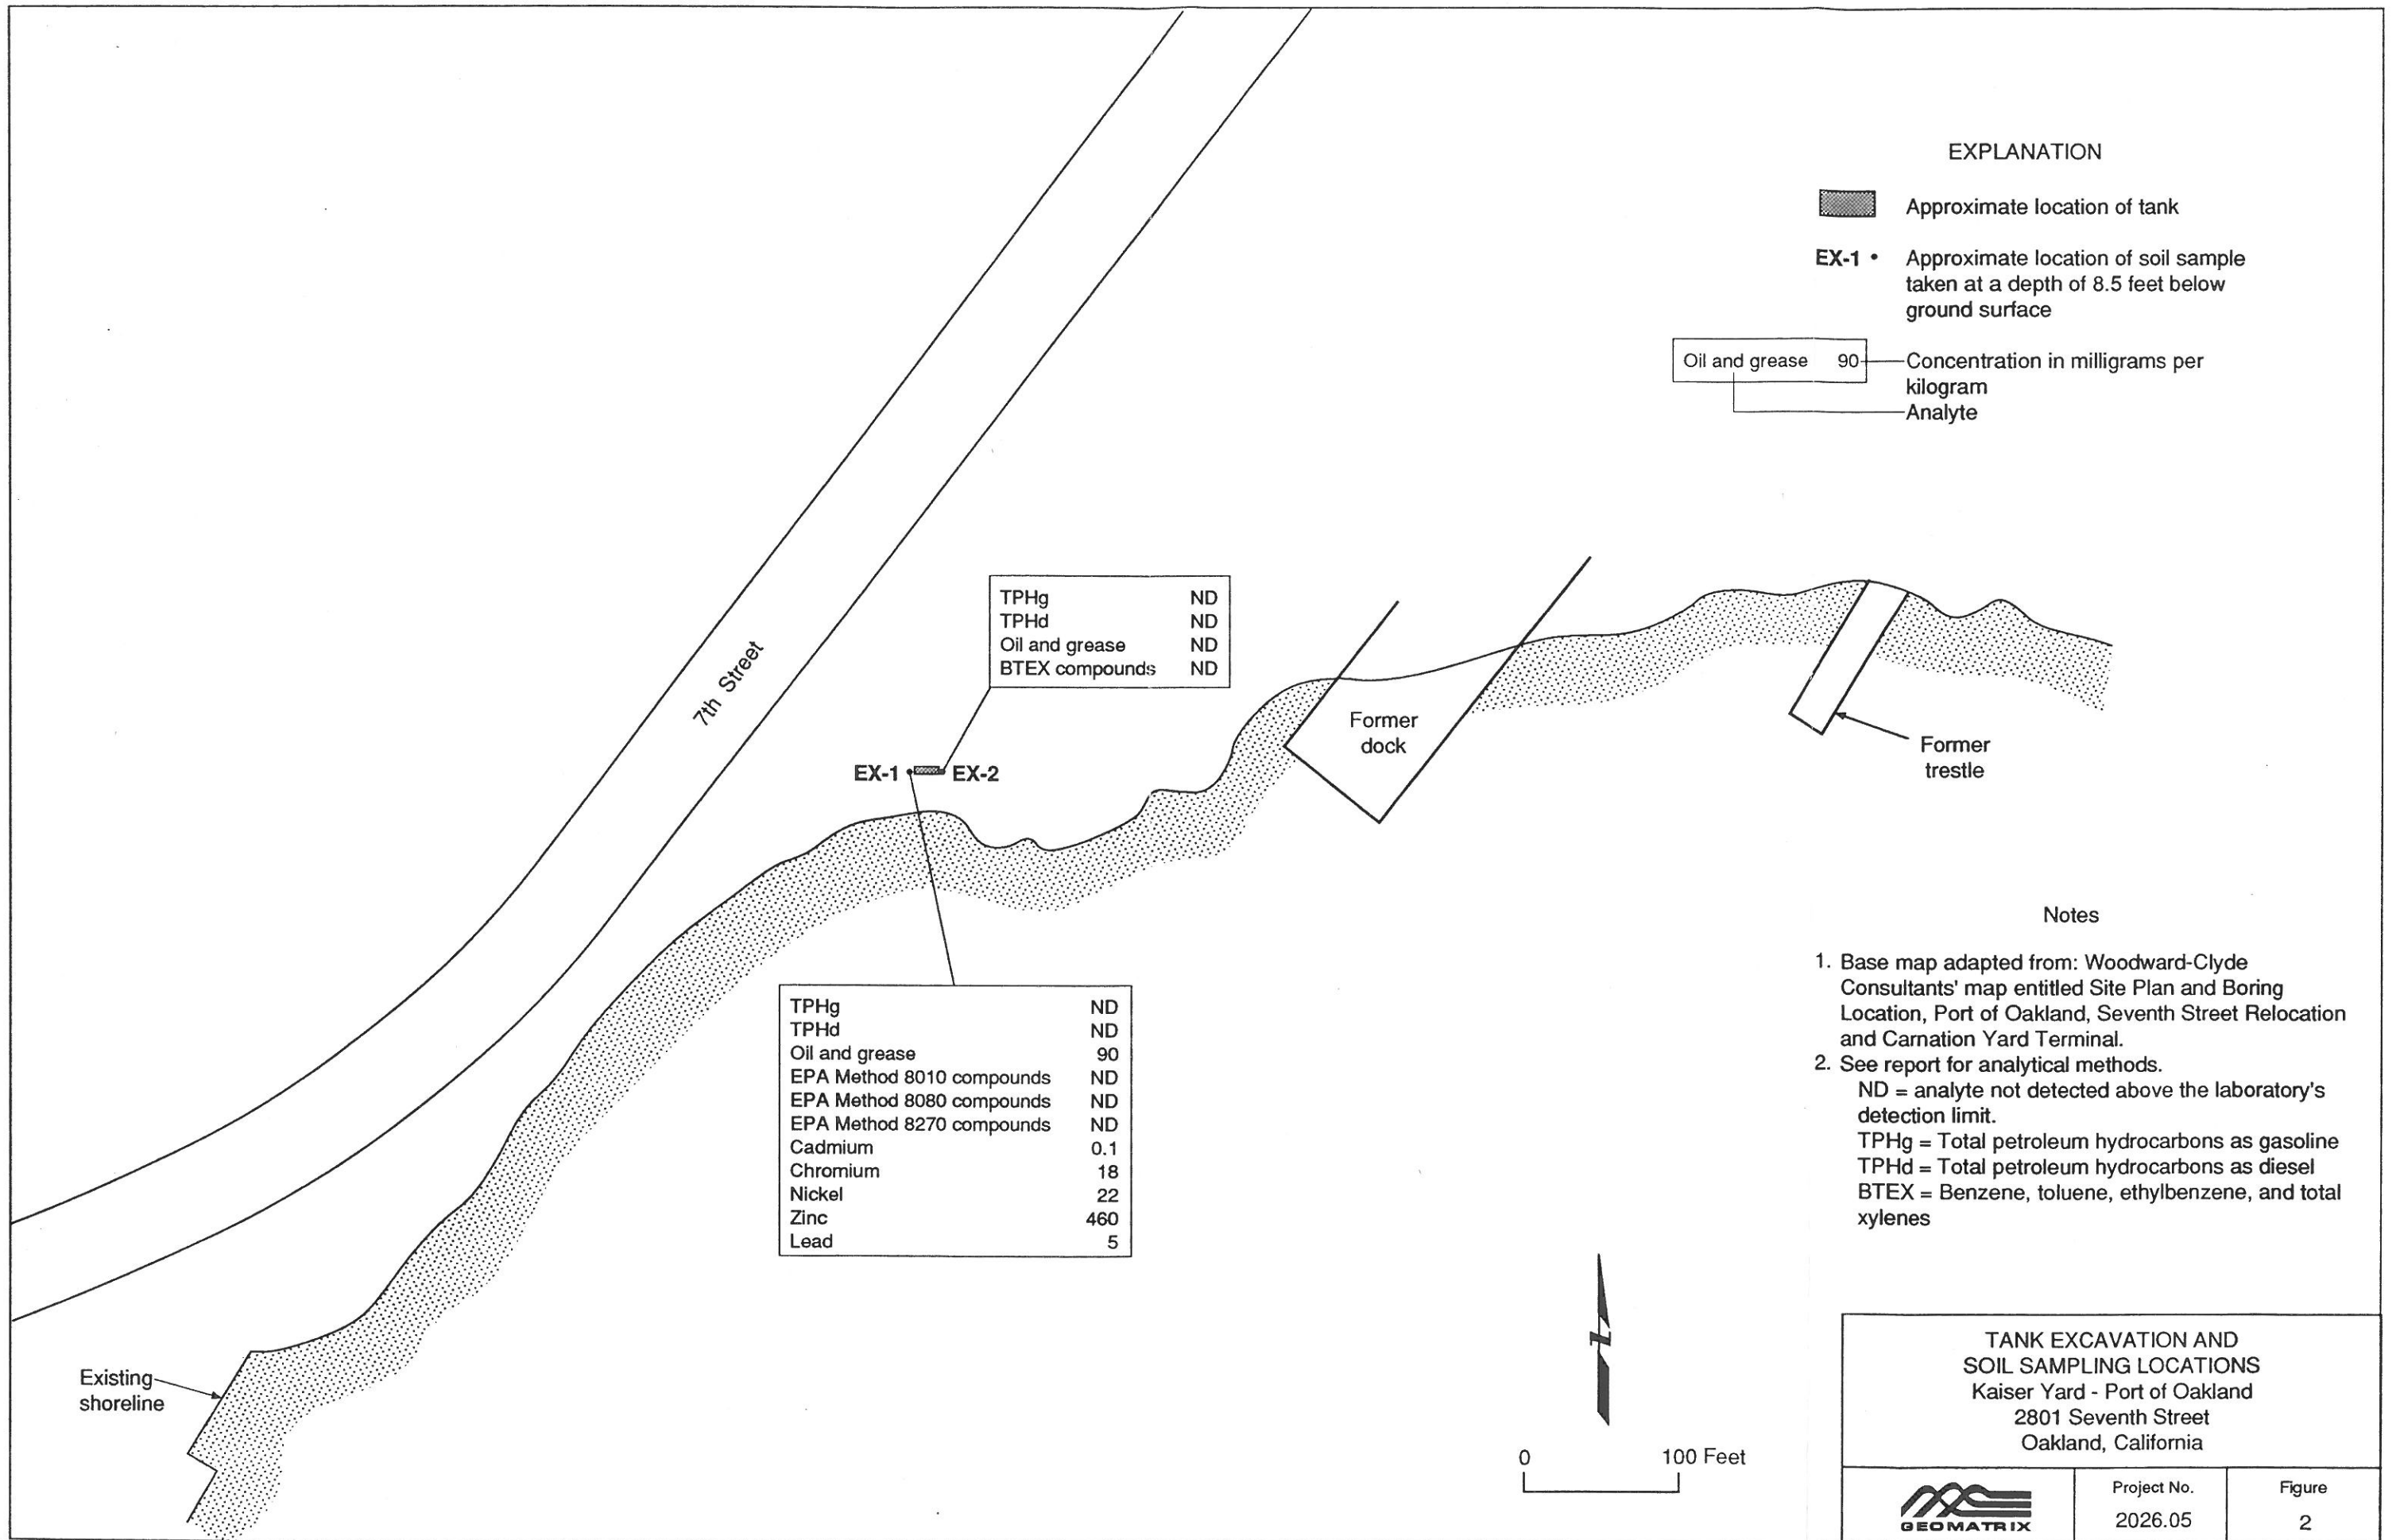 EXPLANATION
Approximate location of tank
EX-1 • Approximate location of soil sample
taken at a depth of 8.5 feet below
ground surface
Oil and grease 90 Concentration in milligrams per
kilogram
Analyte
7th Street
TPHg ND
TPHd ND
Oil and grease ND
BTEX compounds ND
EX-1 EX-2
Former
dock
Former
trestle
TPHg ND
TPHd ND
Oil and grease 90
EPA Method 8010 compounds ND
EPA Method 8080 compounds ND
EPA Method 8270 compounds ND
Cadmium 0.1
Chromium 18
Nickel 22
Zinc 460
Lead 5
Existing
shoreline
Notes
1. Base map adapted from: Woodward-Clyde
Consultants' map entitled Site Plan and Boring
Location, Port of Oakland, Seventh Street Relocation
and Carnation Yard Terminal.
2. See report for analytical methods.
ND = analyte not detected above the laboratory's
detection limit.
TPHg = Total petroleum hydrocarbons as gasoline
TPHd = Total petroleum hydrocarbons as diesel
BTEX = Benzene, toluene, ethylbenzene, and total
xylenes
N
0 100 Feet
TANK EXCAVATION AND
SOIL SAMPLING LOCATIONS
Kaiser Yard - Port of Oakland
2801 Seventh Street
Oakland, California
GEOMATRIX
Project No.
2026.05
Figure
2